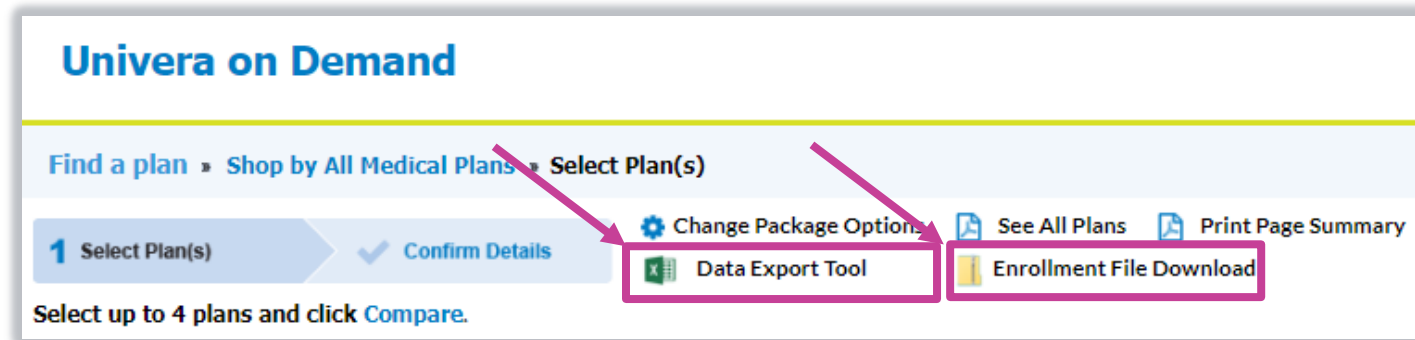 Univera on Demand
Find a plan » Shop by All Medical Plans » Select Plan(s)
1 Select Plan(s) Confirm Details
Change Package Options See All Plans Print Page Summary
Data Export Tool Enrollment File Download
Select up to 4 plans and click Compare.